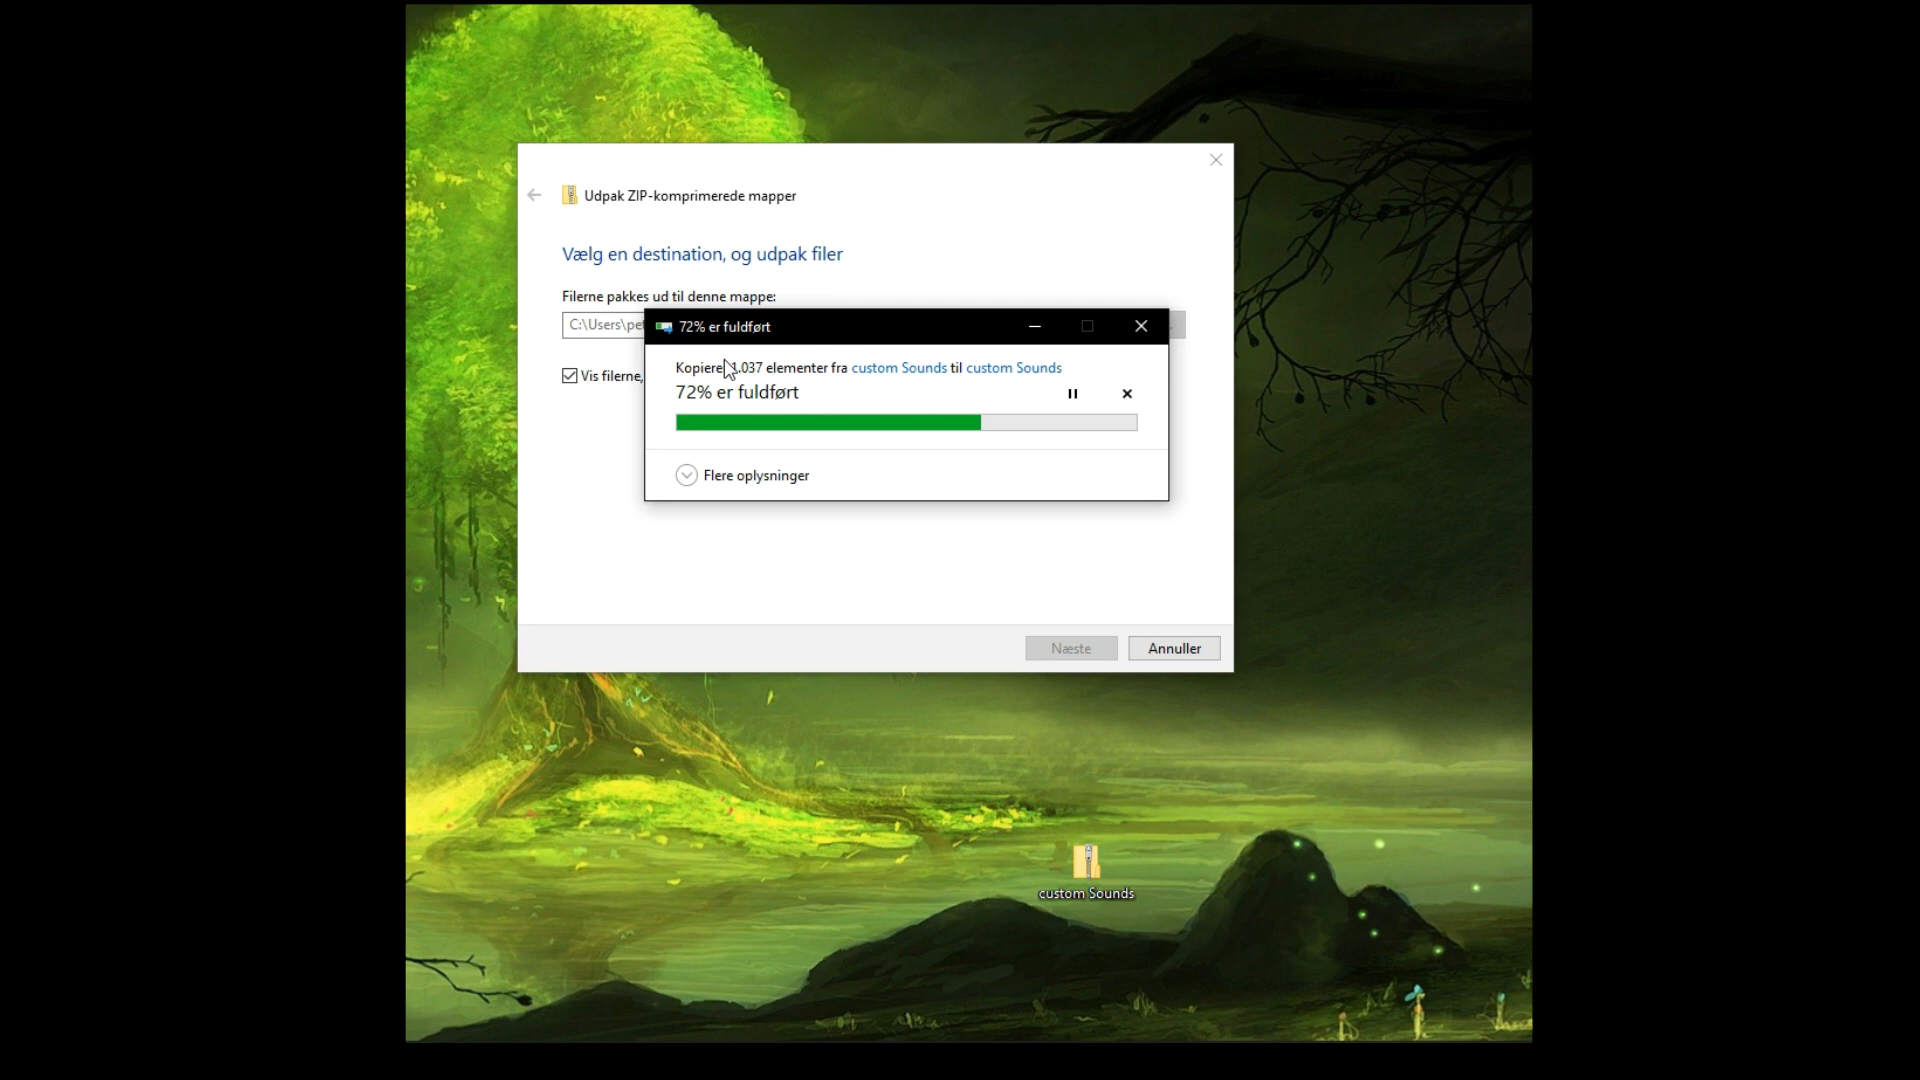 Udpak ZIP-komprimerede mapper
Vælg en destination, og udpak filer
Filerne pakkes ud til denne mappe:
C:\Users\pe
72% er fuldført
Vis filerne,
Kopierer 1.037 elementer fra custom Sounds til custom Sounds
72% er fuldført
Flere oplysninger
Næste
Annuller
custom Sounds